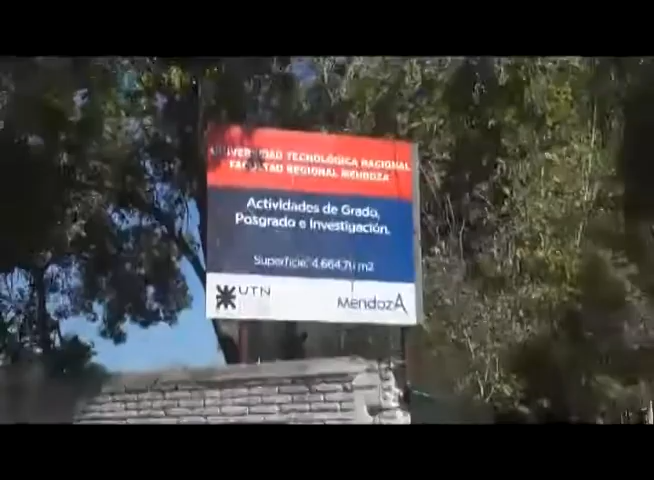 UNIVERSIDAD TECNOLÓGICA NACIONAL
FACULTAD REGIONAL MENDOZA
Actividades de Grado,
Posgrado e Investigación.
Superficie: 4.664,70 m2
UTN
MendozA